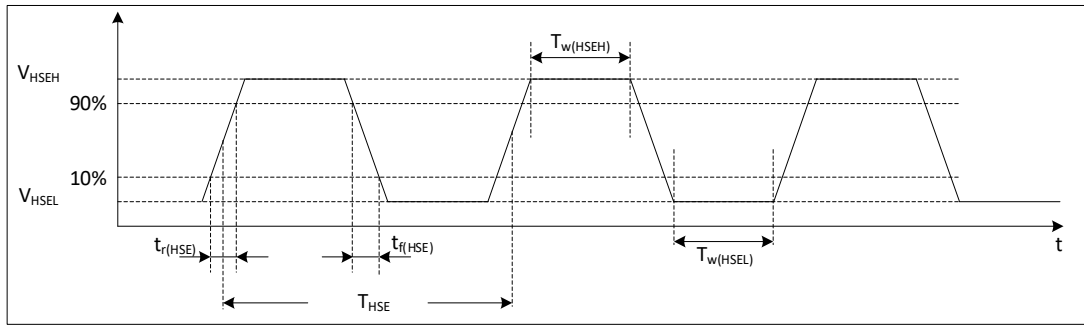 T_w(HSEH)
V_HSEH
90%
10%
V_HSEL
t_r(HSE)
t_f(HSE)
T_w(HSEL)
t
T_HSE